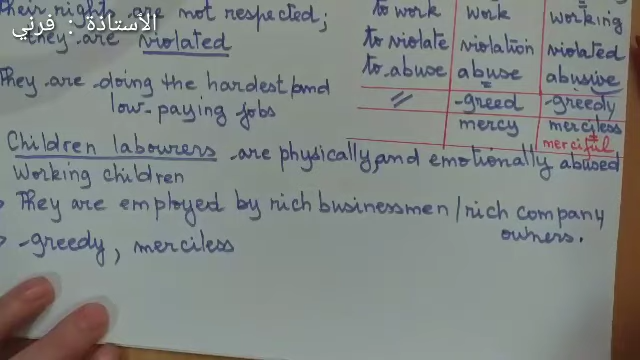 الأستاذة : قرني
Their rights are not respected;
they are violated
They are doing the hardest and
low-paying jobs
to work work working
to violate violation violated
to abuse abuse abusive
greed greedy
mercy merciless
merciful
Children labourers are physically and emotionally abused
working children
They are employed by rich businessmen / rich company
owners.
greedy, merciless